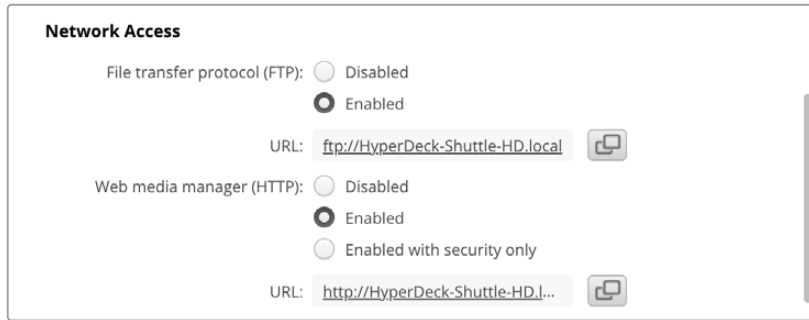 Network Access
File transfer protocol (FTP): Disabled
Enabled
URL: ftp://HyperDeck-Shuttle-HD.local
Web media manager (HTTP): Disabled
Enabled
Enabled with security only
URL: http://HyperDeck-Shuttle-HD.l...